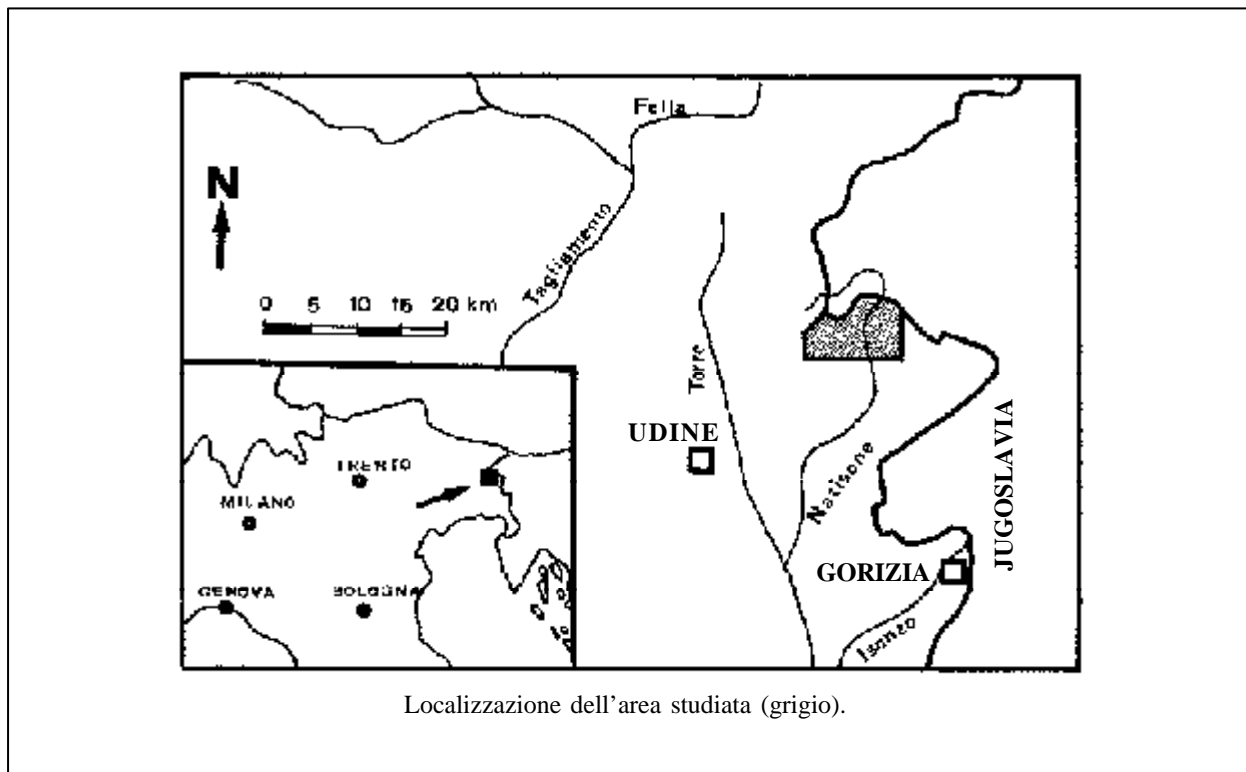 Fella
N
Tagliamento
0 5 10 15 20 km
Torre
UDINE
Natisone
JUGOSLAVIA
GORIZIA
Isonzo
TRENTO
MILANO
GENOVA
BOLOGNA
Localizzazione dell’area studiata (grigio).